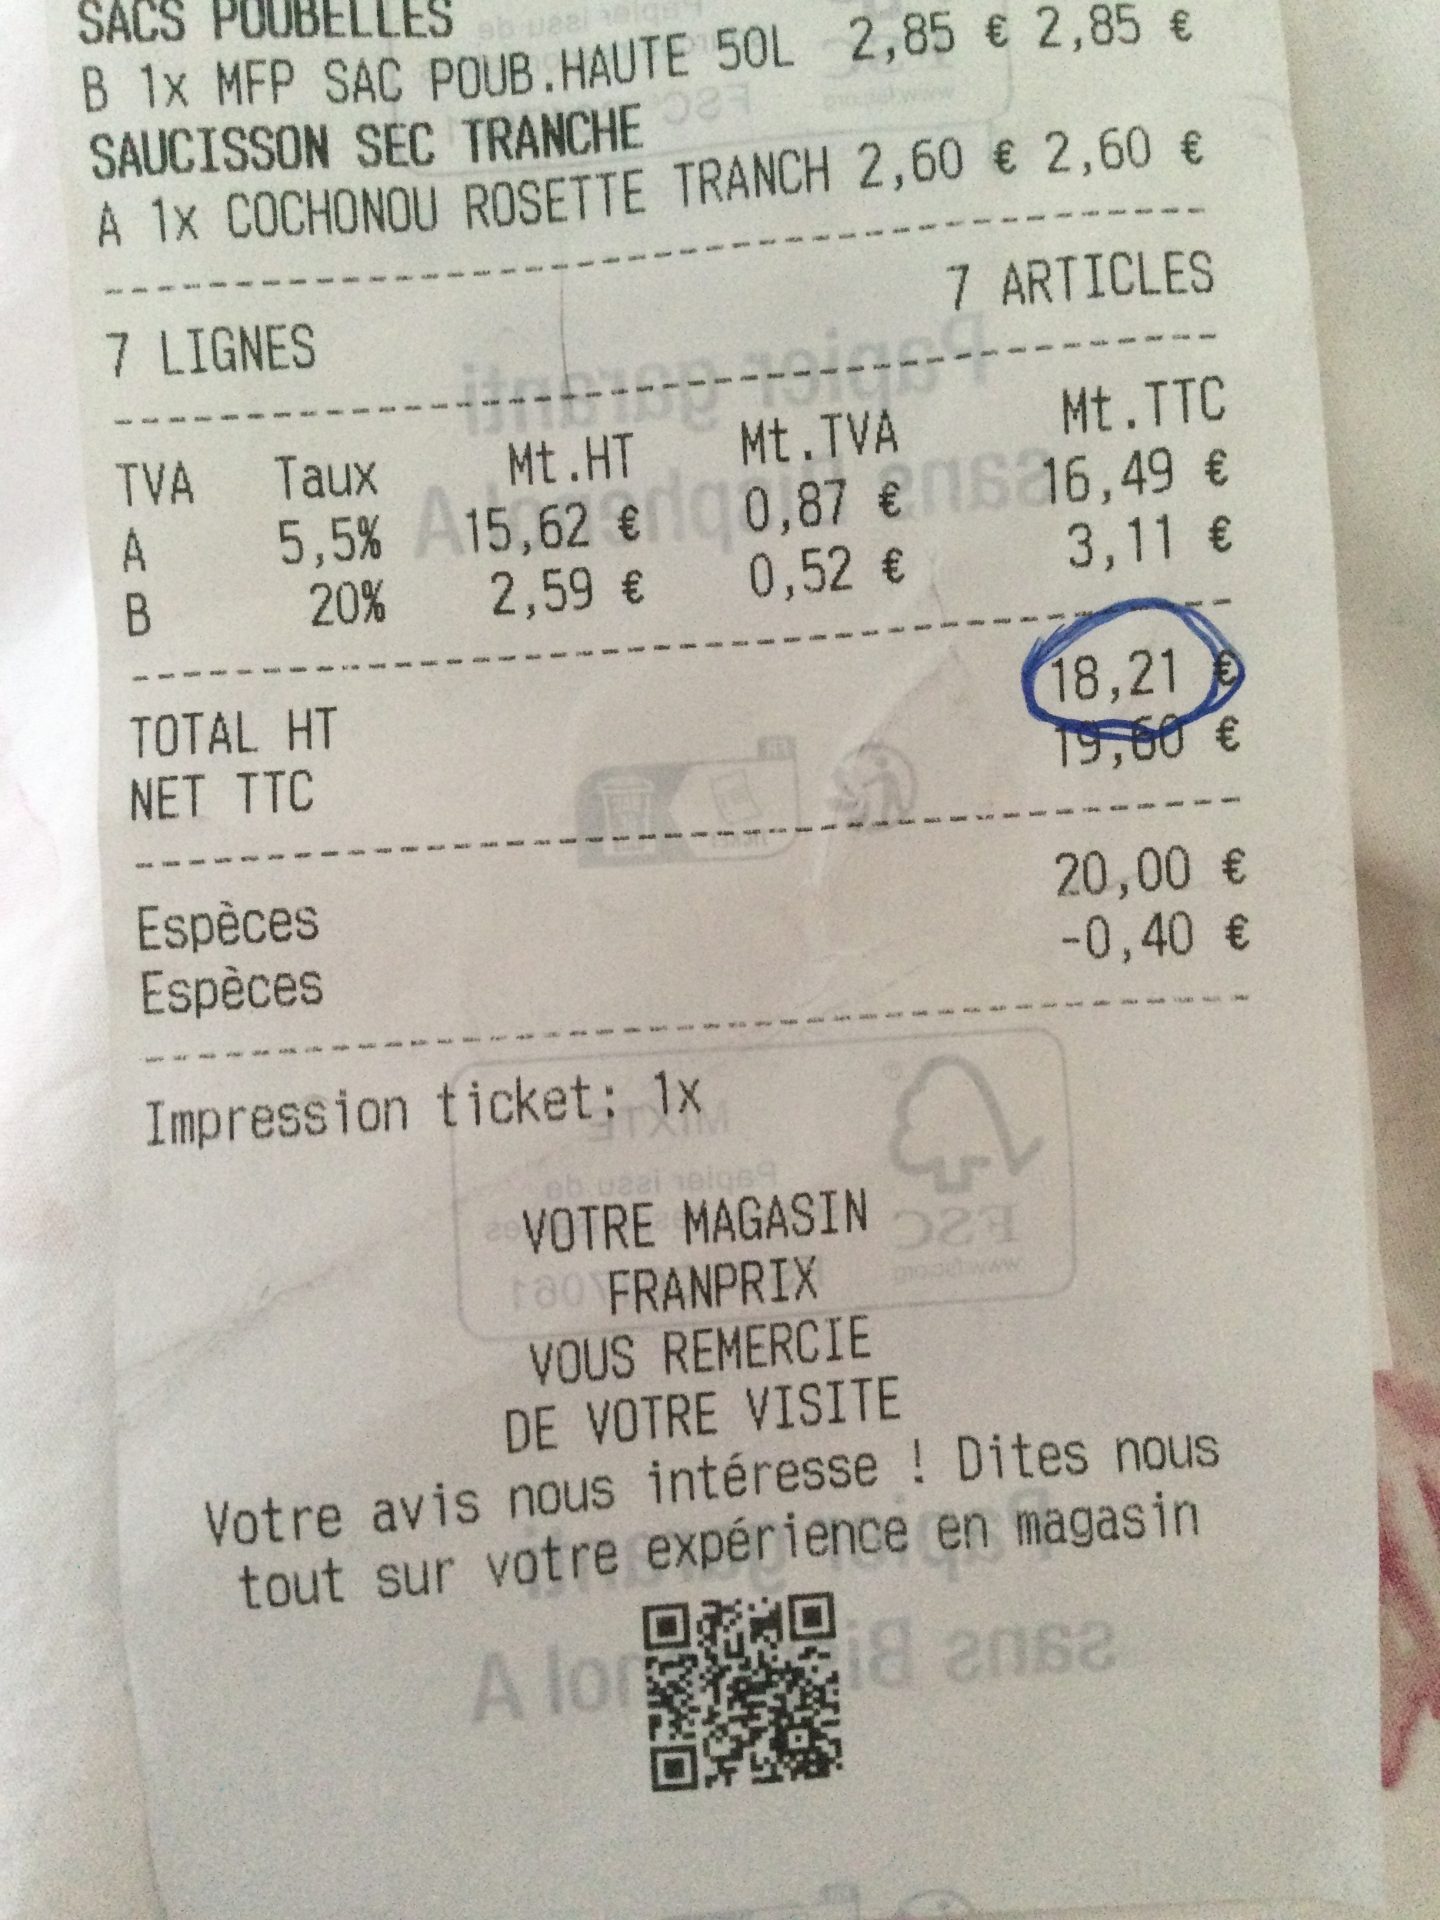 SACS POUBELLES
B 1x MFP SAC POUB.HAUTE 50L 2,85 € 2,85 €
SAUCISSON SEC TRANCHE
A 1x COCHONOU ROSETTE TRANCH 2,60 € 2,60 €
7 LIGNES 7 ARTICLES
TVA Taux Mt.HT Mt.TVA Mt.TTC
A 5,5% 15,62 € 0,87 € 16,49 €
B 20% 2,59 € 0,52 € 3,11 €
TOTAL HT 18,21 €
NET TTC 19,60 €
Espèces 20,00 €
Espèces -0,40 €
Impression ticket: 1x
VOTRE MAGASIN
FRANPRIX
VOUS REMERCIE
DE VOTRE VISITE
Votre avis nous intéresse ! Dites nous
tout sur votre expérience en magasin